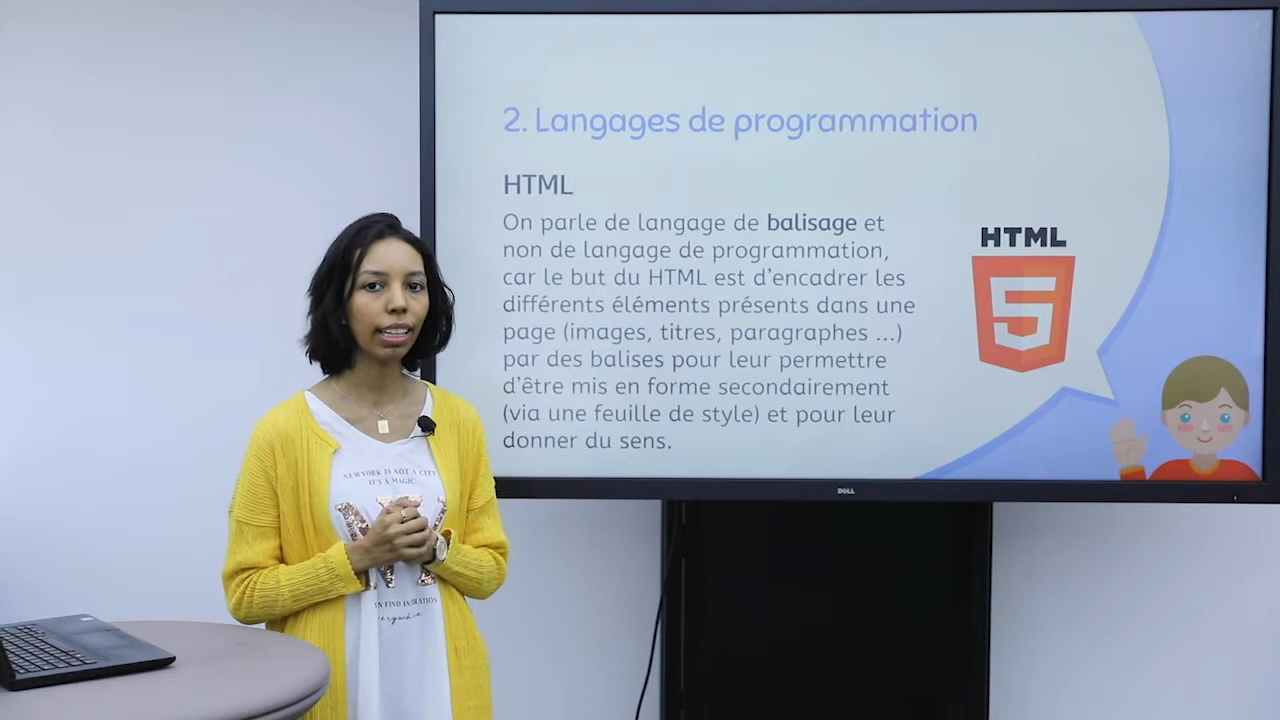 2. Langages de programmation
HTML
On parle de langage de balisage et
non de langage de programmation,
car le but du HTML est d'encadrer les
différents éléments présents dans une
page (images, titres, paragraphes ...)
par des balises pour leur permettre
d'être mis en forme secondairement
(via une feuille de style) et pour leur
donner du sens.
HTML
5
DELL
NEWYORK IS NOT A CITY
IT'S A MAGIC